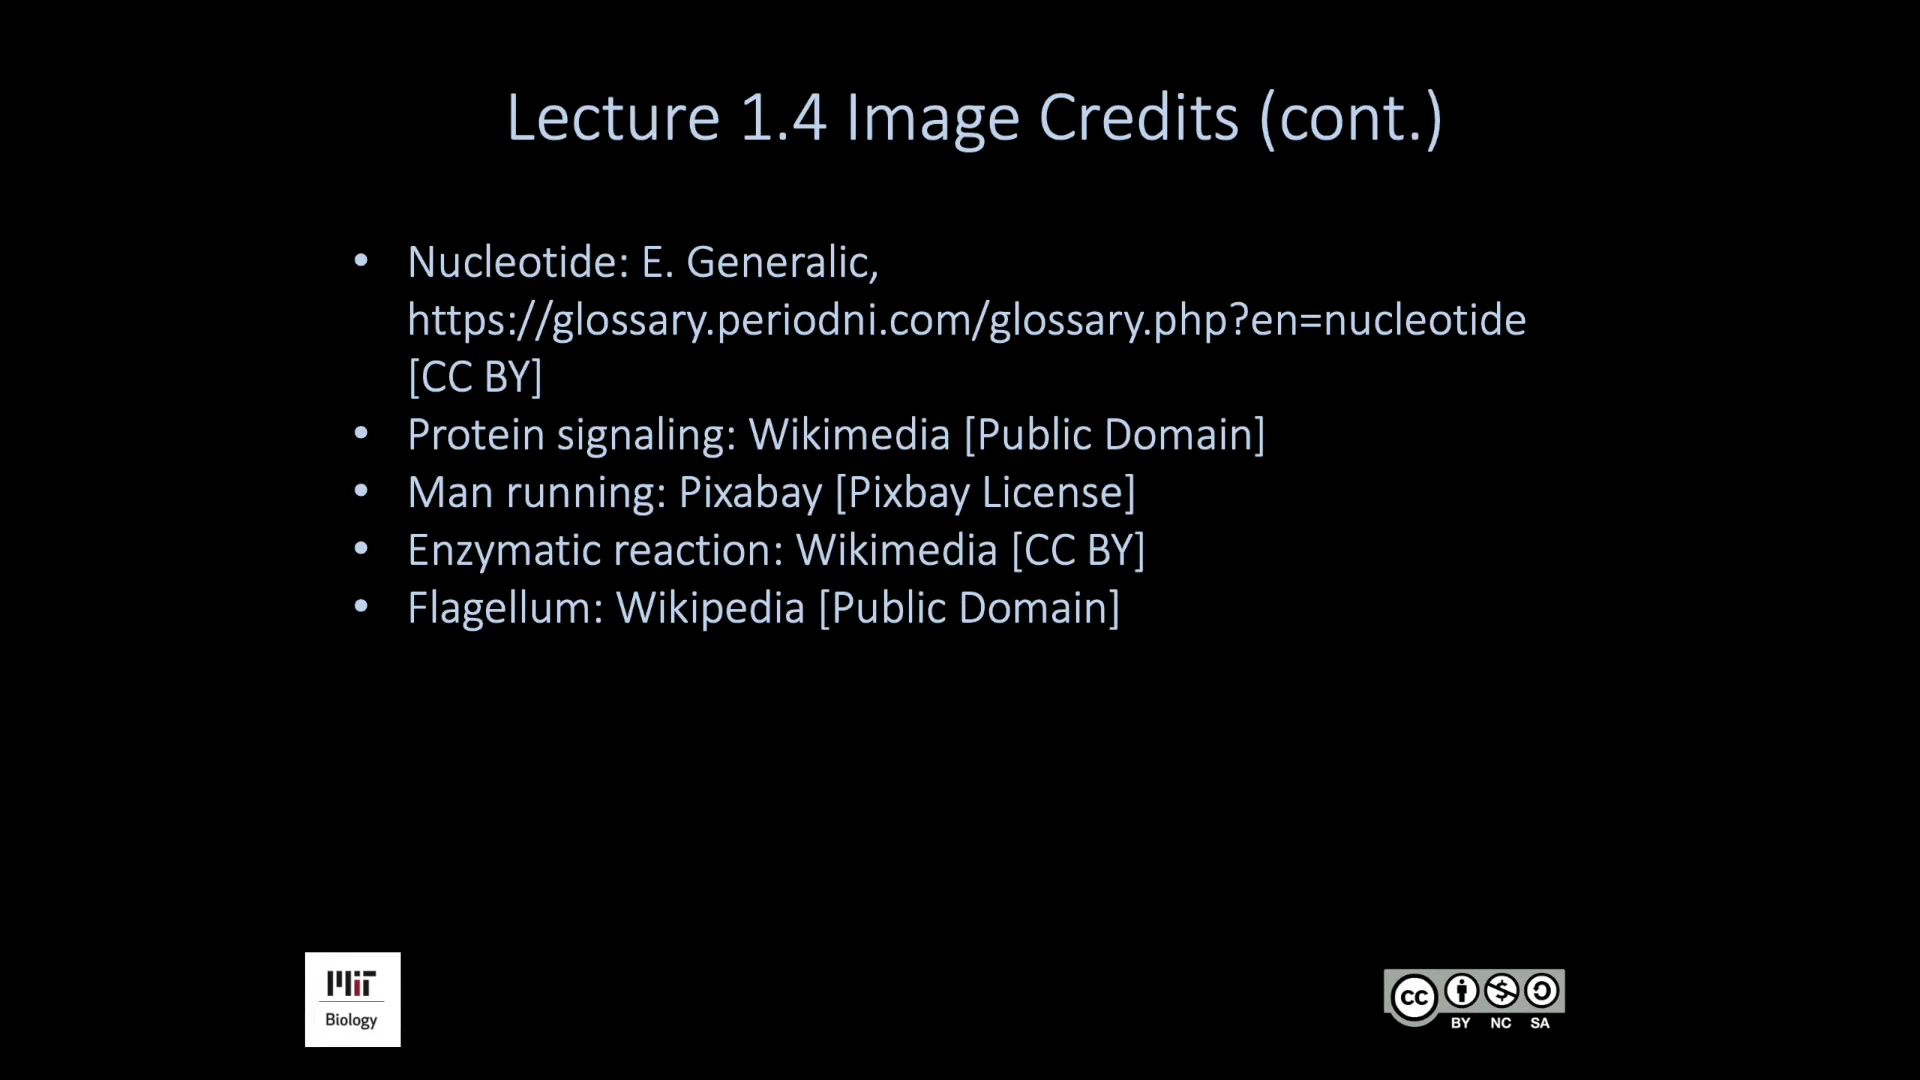 Lecture 1.4 Image Credits (cont.)
• Nucleotide: E. Generalic,
https://glossary.periodni.com/glossary.php?en=nucleotide
[CC BY]
• Protein signaling: Wikimedia [Public Domain]
• Man running: Pixabay [Pixbay License]
• Enzymatic reaction: Wikimedia [CC BY]
• Flagellum: Wikipedia [Public Domain]
MIT
Biology
cc
BY NC SA